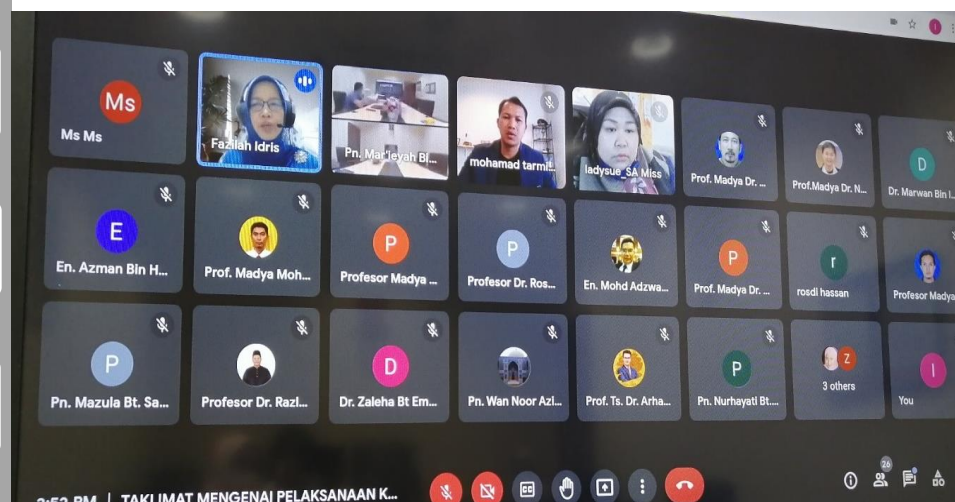 Ms
Ms Ms
Fazilah Idris
Pn. Mar'ieyah Bi...
mohamad tarmi...
ladysue_SA Miss
Prof. Madya Dr. ...
Prof.Madya Dr. N...
D
Dr. Marwan Bin I...
E
En. Azman Bin H...
Prof. Madya Moh...
P
Profesor Madya ...
P
Profesor Dr. Ros...
En. Mohd Adzwa...
P
Prof. Madya Dr. ...
r
rosdi hassan
Profesor Madya
P
Pn. Mazula Bt. Sa...
Profesor Dr. Razl...
D
Dr. Zaleha Bt Em...
Pn. Wan Noor Azl...
Prof. Ts. Dr. Arha...
P
Pn. Nurhayati Bt....
Z
3 others
I
You
PM | TAKLIMAT MENGENAI PELAKSANAAN K...
CC
26